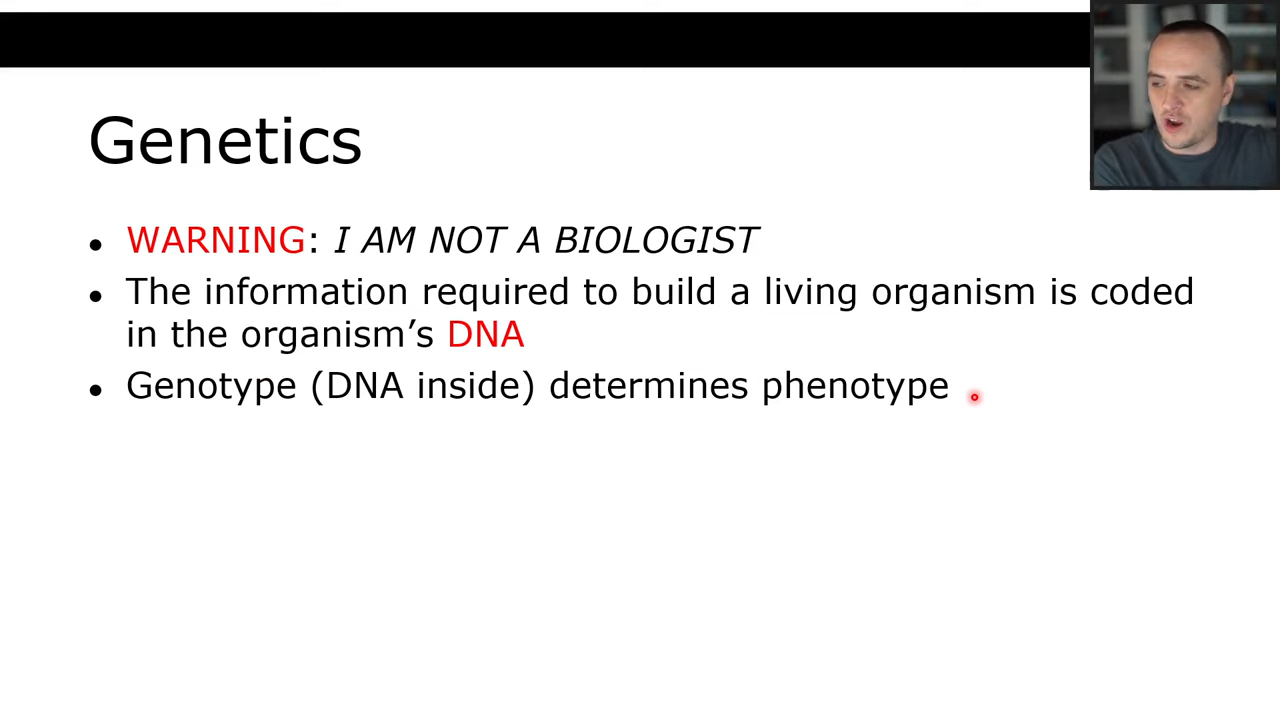 Genetics
• WARNING: I AM NOT A BIOLOGIST
• The information required to build a living organism is coded
in the organism’s DNA
• Genotype (DNA inside) determines phenotype